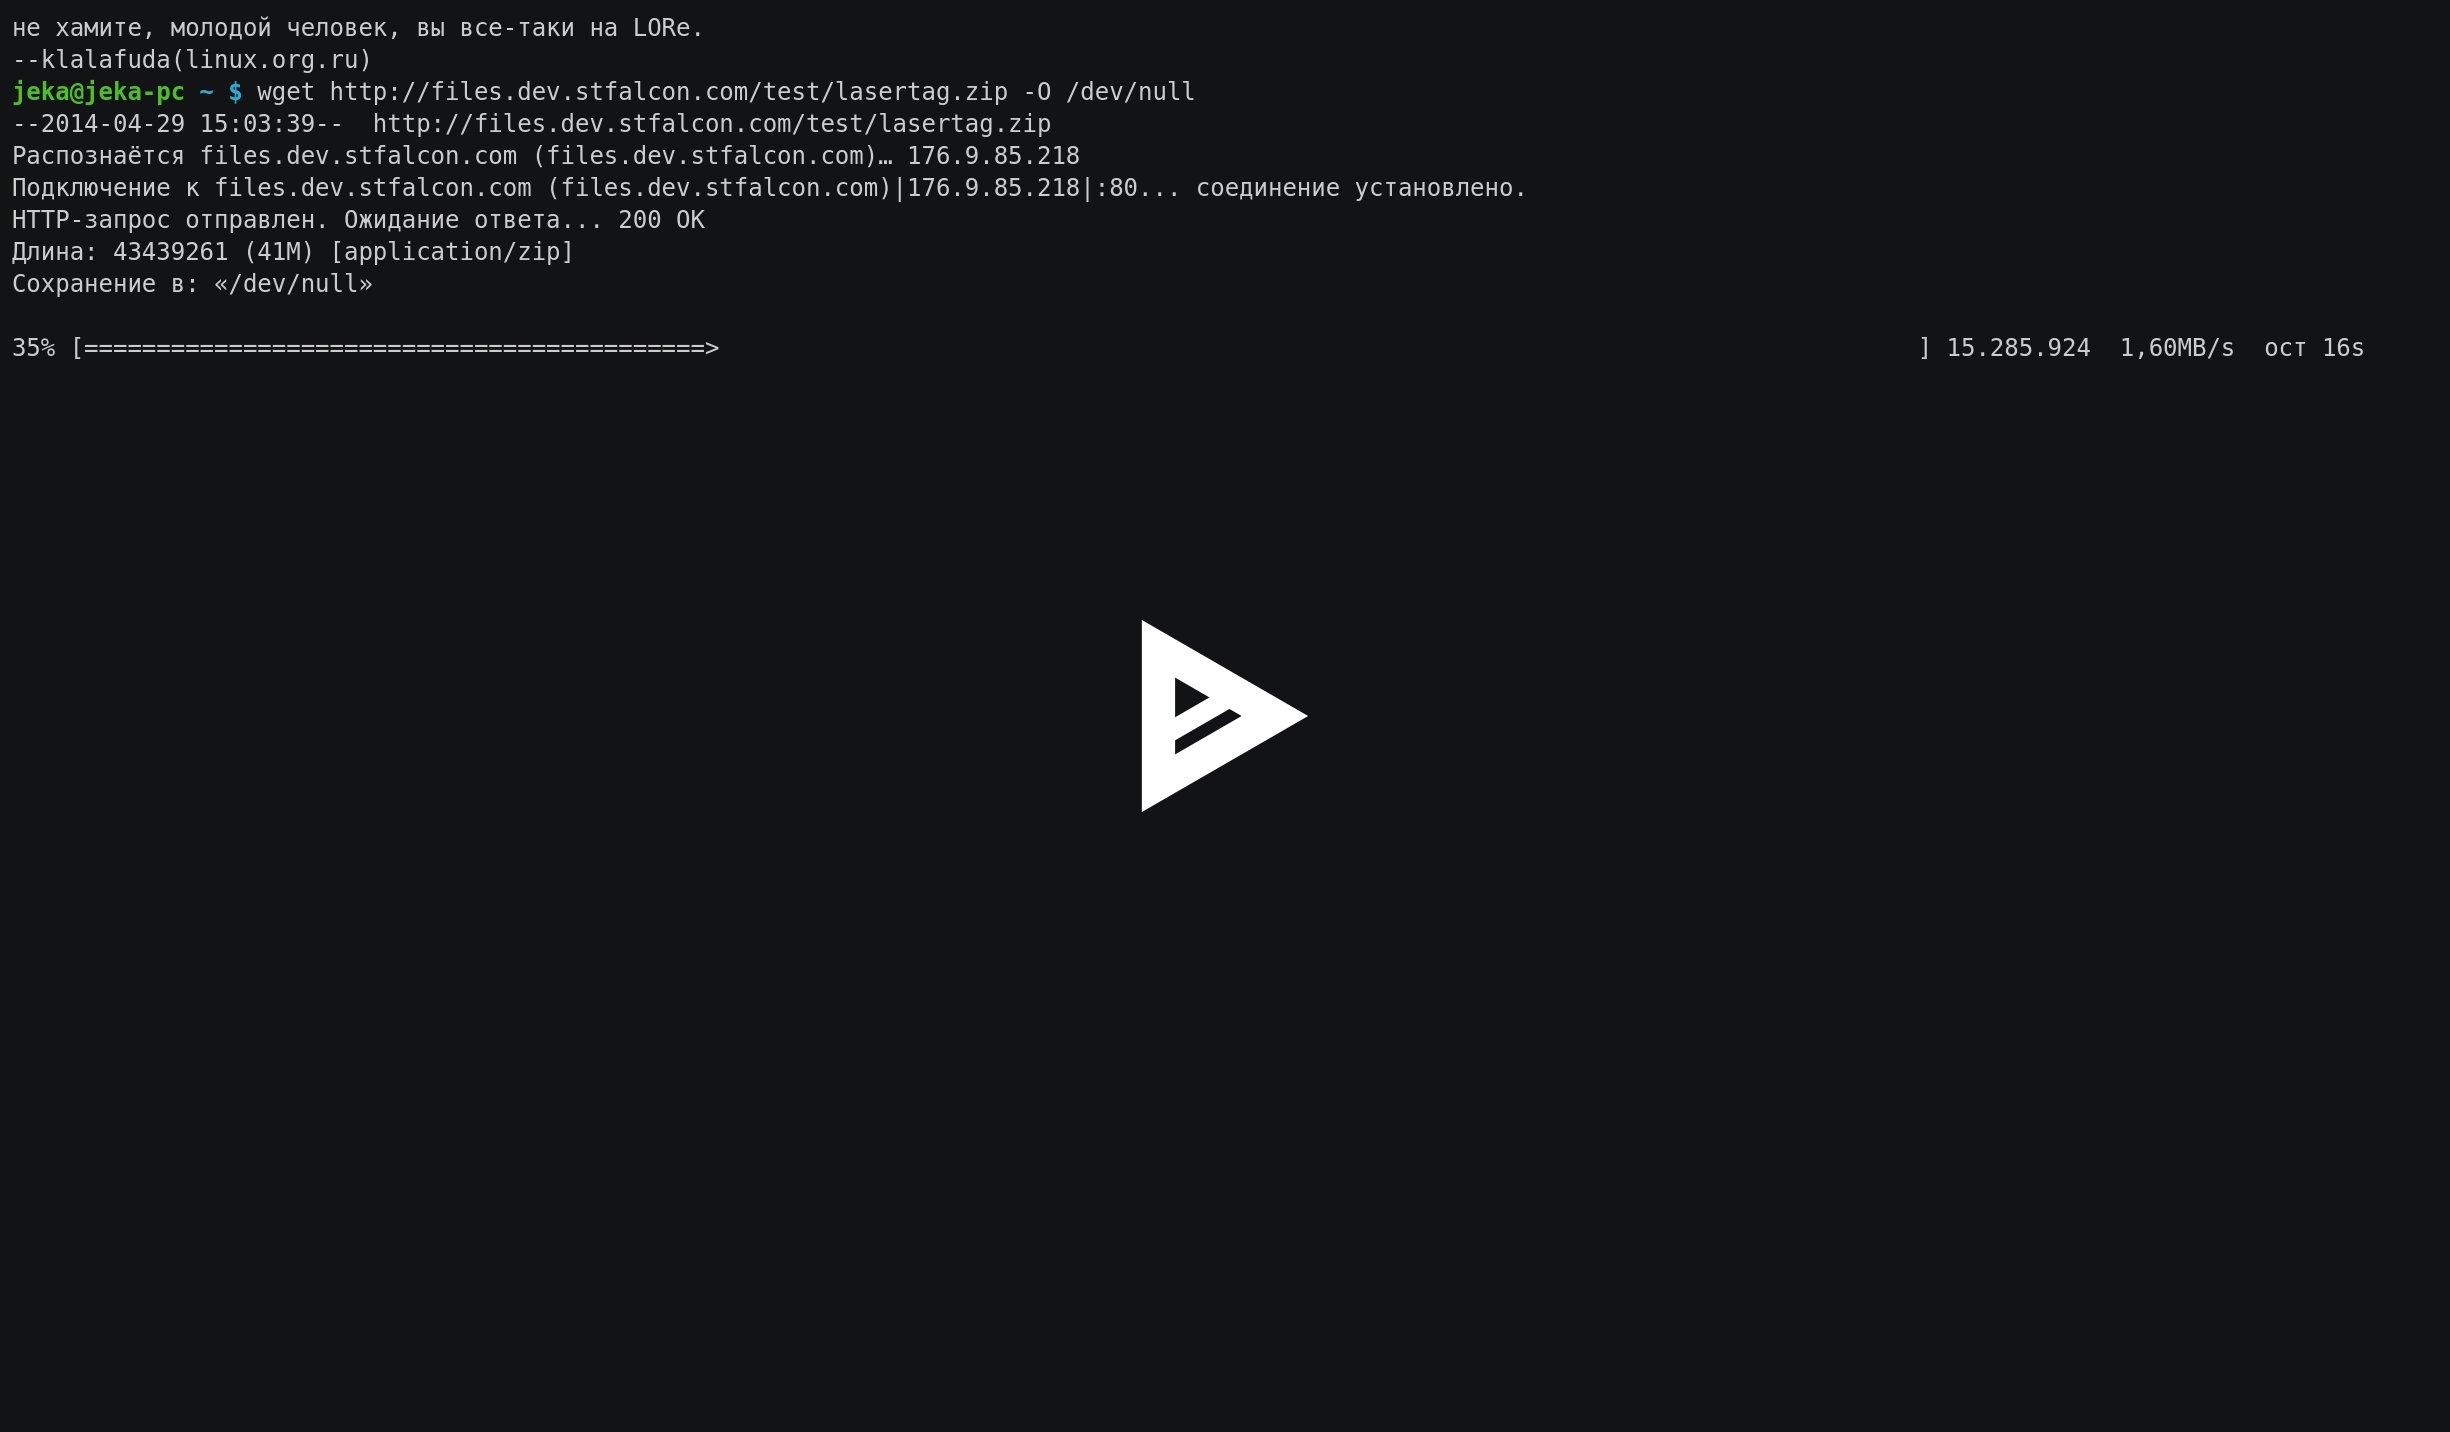 не хамите, молодой человек, вы все-таки на LORe.
--klalafuda(linux.org.ru)
jeka@jeka-pc ~ $ wget http://files.dev.stfalcon.com/test/lasertag.zip -O /dev/null
--2014-04-29 15:03:39--  http://files.dev.stfalcon.com/test/lasertag.zip
Распознаётся files.dev.stfalcon.com (files.dev.stfalcon.com)… 176.9.85.218
Подключение к files.dev.stfalcon.com (files.dev.stfalcon.com)|176.9.85.218|:80... соединение установлено.
HTTP-запрос отправлен. Ожидание ответа... 200 OK
Длина: 43439261 (41M) [application/zip]
Сохранение в: «/dev/null»
35% [===========================================>                                                                                   ] 15.285.924  1,60MB/s  ост 16s